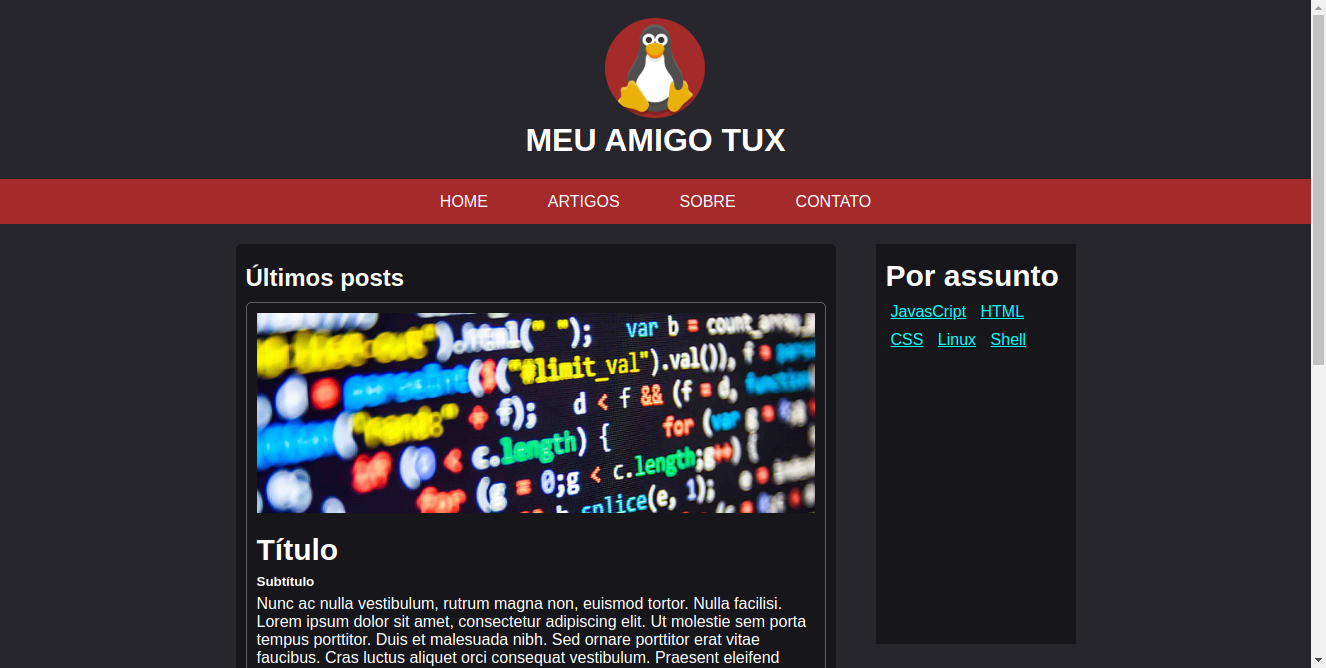 MEU AMIGO TUX
HOME ARTIGOS SOBRE CONTATO
Últimos posts
").html(" "); var b = count_array
($("#limit_val").val()), f =
f); d < f && (f = d,
< c.length) { for (var g =
(g = 0;g < c.length;g++)
b.splice(e, 1);
Título
Subtítulo
Nunc ac nulla vestibulum, rutrum magna non, euismod tortor. Nulla facilisi.
Lorem ipsum dolor sit amet, consectetur adipiscing elit. Ut molestie sem porta
tempus porttitor. Duis et malesuada nibh. Sed ornare porttitor erat vitae
faucibus. Cras luctus aliquet orci consequat vestibulum. Praesent eleifend
Por assunto
JavasCript HTML
CSS Linux Shell